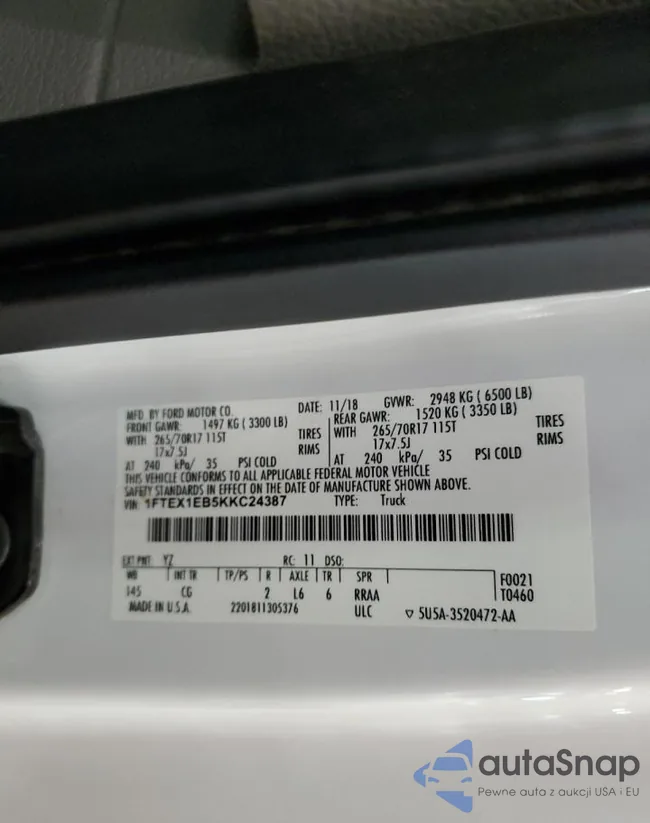 MFD. BY FORD MOTOR CO. DATE: 11/18 GVWR: 2948 KG ( 6500 LB)
FRONT GAWR: 1497 KG ( 3300 LB) REAR GAWR: 1520 KG ( 3350 LB)
WITH 265/70R17 115T TIRES WITH 265/70R17 115T TIRES
17x7.5J RIMS 17x7.5J RIMS
AT 240 kPa/ 35 PSI COLD AT 240 kPa/ 35 PSI COLD
THIS VEHICLE CONFORMS TO ALL APPLICABLE FEDERAL MOTOR VEHICLE
SAFETY STANDARDS IN EFFECT ON THE DATE OF MANUFACTURE SHOWN ABOVE.
VIN: 1FTEX1EB5KKC24387 TYPE: Truck
EXT PNT: YZ RC: 11 DSO:
WB INT TR TP/PS R AXLE TR SPR F0021
145 CG 2 L6 6 RRAA T0460
MADE IN U.S.A. 2201811305376 ULC ▽ 5U5A-3520472-AA
autaSnap
Pewne auta z aukcji USA i EU